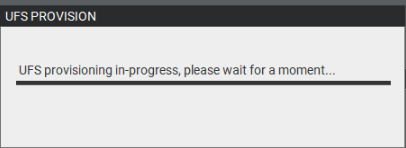 UFS PROVISION
UFS provisioning in-progress, please wait for a moment...